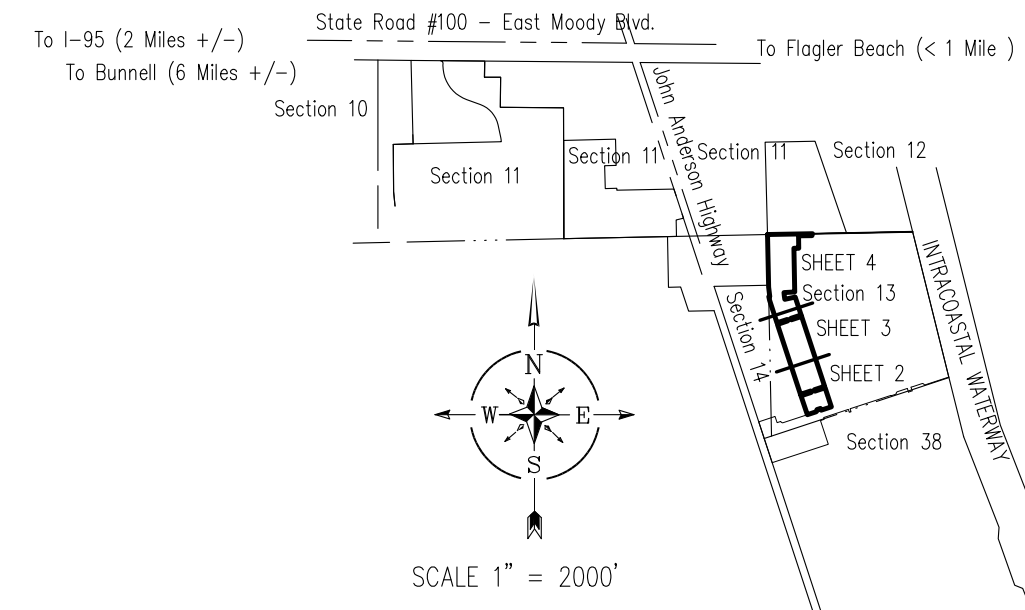 State Road #100 - East Moody Blvd.
To I-95 (2 Miles +/-)
To Flagler Beach (< 1 Mile )
To Bunnell (6 Miles +/-)
Section 10
John Anderson Highway
Section 11
Section 11
Section 11
Section 12
INTRACOASTAL WATERWAY
SHEET 4
Section 13
Section 14
SHEET 3
SHEET 2
Section 38
N
W
E
S
SCALE 1" = 2000'